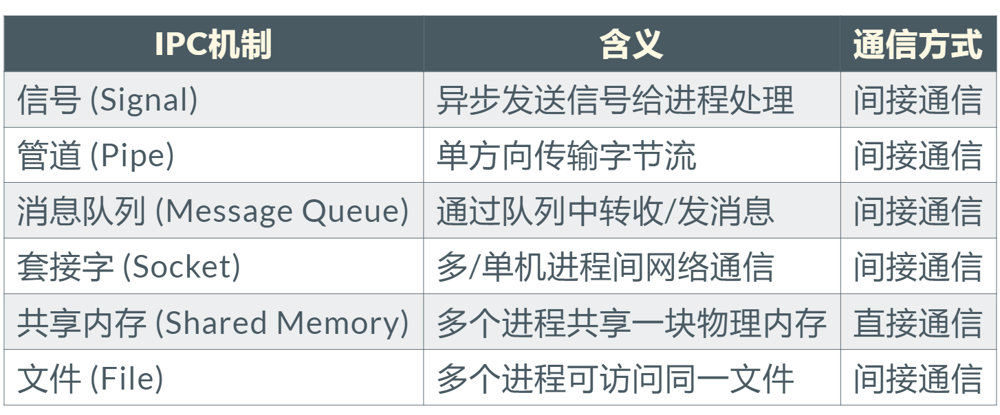 IPC机制 含义 通信方式
信号 (Signal) 异步发送信号给进程处理 间接通信
管道 (Pipe) 单方向传输字节流 间接通信
消息队列 (Message Queue) 通过队列中转收/发消息 间接通信
套接字 (Socket) 多/单机进程间网络通信 间接通信
共享内存 (Shared Memory) 多个进程共享一块物理内存 直接通信
文件 (File) 多个进程可访问同一文件 间接通信